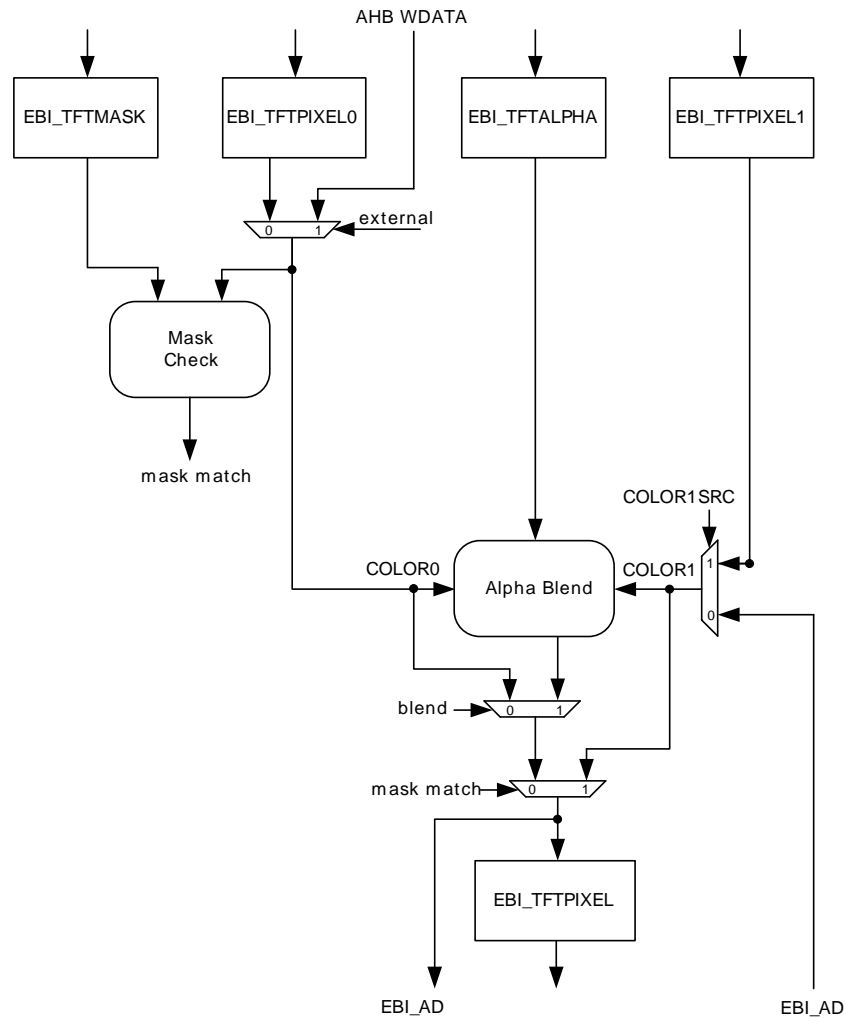 AHB WDATA
EBI_TFTMASK
EBI_TFTPIXEL0
EBI_TFTALPHA
EBI_TFTPIXEL1
external
0 1
Mask
Check
mask match
COLOR1SRC
COLOR0
Alpha Blend
COLOR1
1
0
blend
0 1
mask match
0 1
EBI_TFTPIXEL
EBI_AD
EBI_AD